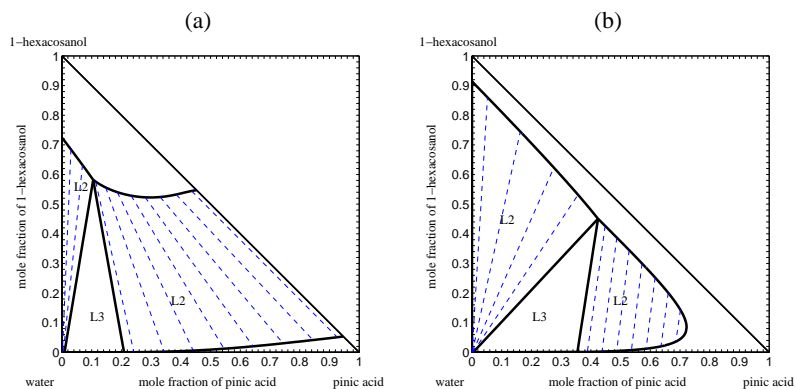 (a)
1−hexacosanol
1
0.9
0.8
0.7
0.6
0.5
0.4
0.3
0.2
0.1
0
mole fraction of 1−hexacosanol
L2
L3
L2
0 0.1 0.2 0.3 0.4 0.5 0.6 0.7 0.8 0.9 1
water mole fraction of pinic acid pinic acid
(b)
1−hexacosanol
1
0.9
0.8
0.7
0.6
0.5
0.4
0.3
0.2
0.1
0
mole fraction of 1−hexacosanol
L2
L3
L2
0 0.1 0.2 0.3 0.4 0.5 0.6 0.7 0.8 0.9 1
water mole fraction of pinic acid pinic acid